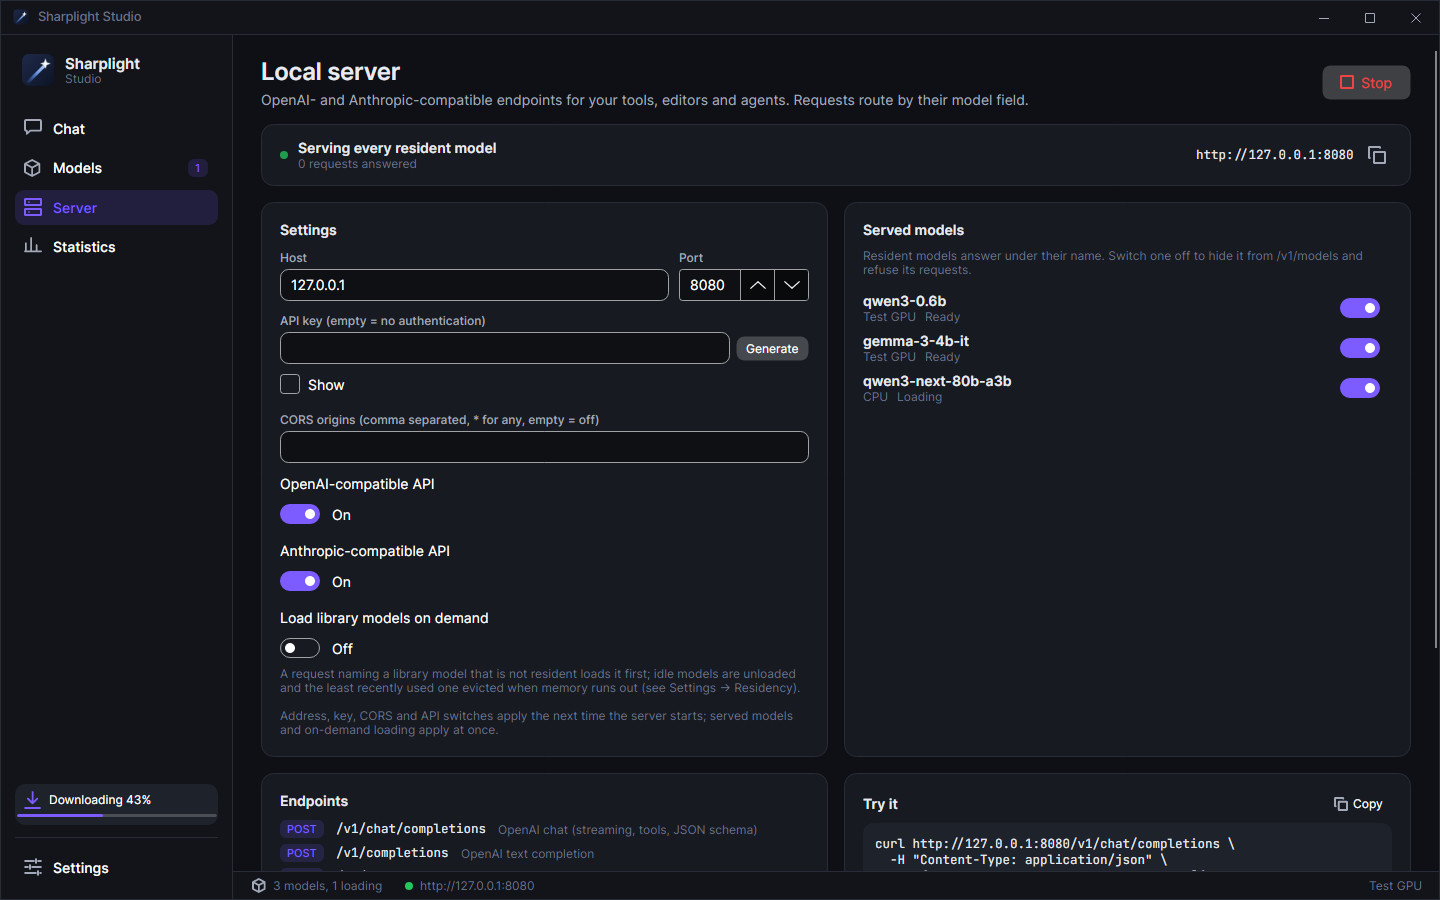 Sharplight Studio
Sharplight
Studio
Chat
Models
1
Server
Statistics
Downloading 43%
Settings
Local server
OpenAI- and Anthropic-compatible endpoints for your tools, editors and agents. Requests route by their model field.
Stop
Serving every resident model
0 requests answered
http://127.0.0.1:8080
Settings
Host
Port
127.0.0.1
8080
API key (empty = no authentication)
Generate
Show
CORS origins (comma separated, * for any, empty = off)
OpenAI-compatible API
On
Anthropic-compatible API
On
Load library models on demand
Off
A request naming a library model that is not resident loads it first; idle models are unloaded
and the least recently used one evicted when memory runs out (see Settings → Residency).
Address, key, CORS and API switches apply the next time the server starts; served models
and on-demand loading apply at once.
Served models
Resident models answer under their name. Switch one off to hide it from /v1/models and
refuse its requests.
qwen3-0.6b
Test GPU Ready
gemma-3-4b-it
Test GPU Ready
qwen3-next-80b-a3b
CPU Loading
Endpoints
POST /v1/chat/completions OpenAI chat (streaming, tools, JSON schema)
POST /v1/completions OpenAI text completion
Try it
Copy
curl http://127.0.0.1:8080/v1/chat/completions \
-H "Content-Type: application/json" \
3 models, 1 loading
http://127.0.0.1:8080
Test GPU